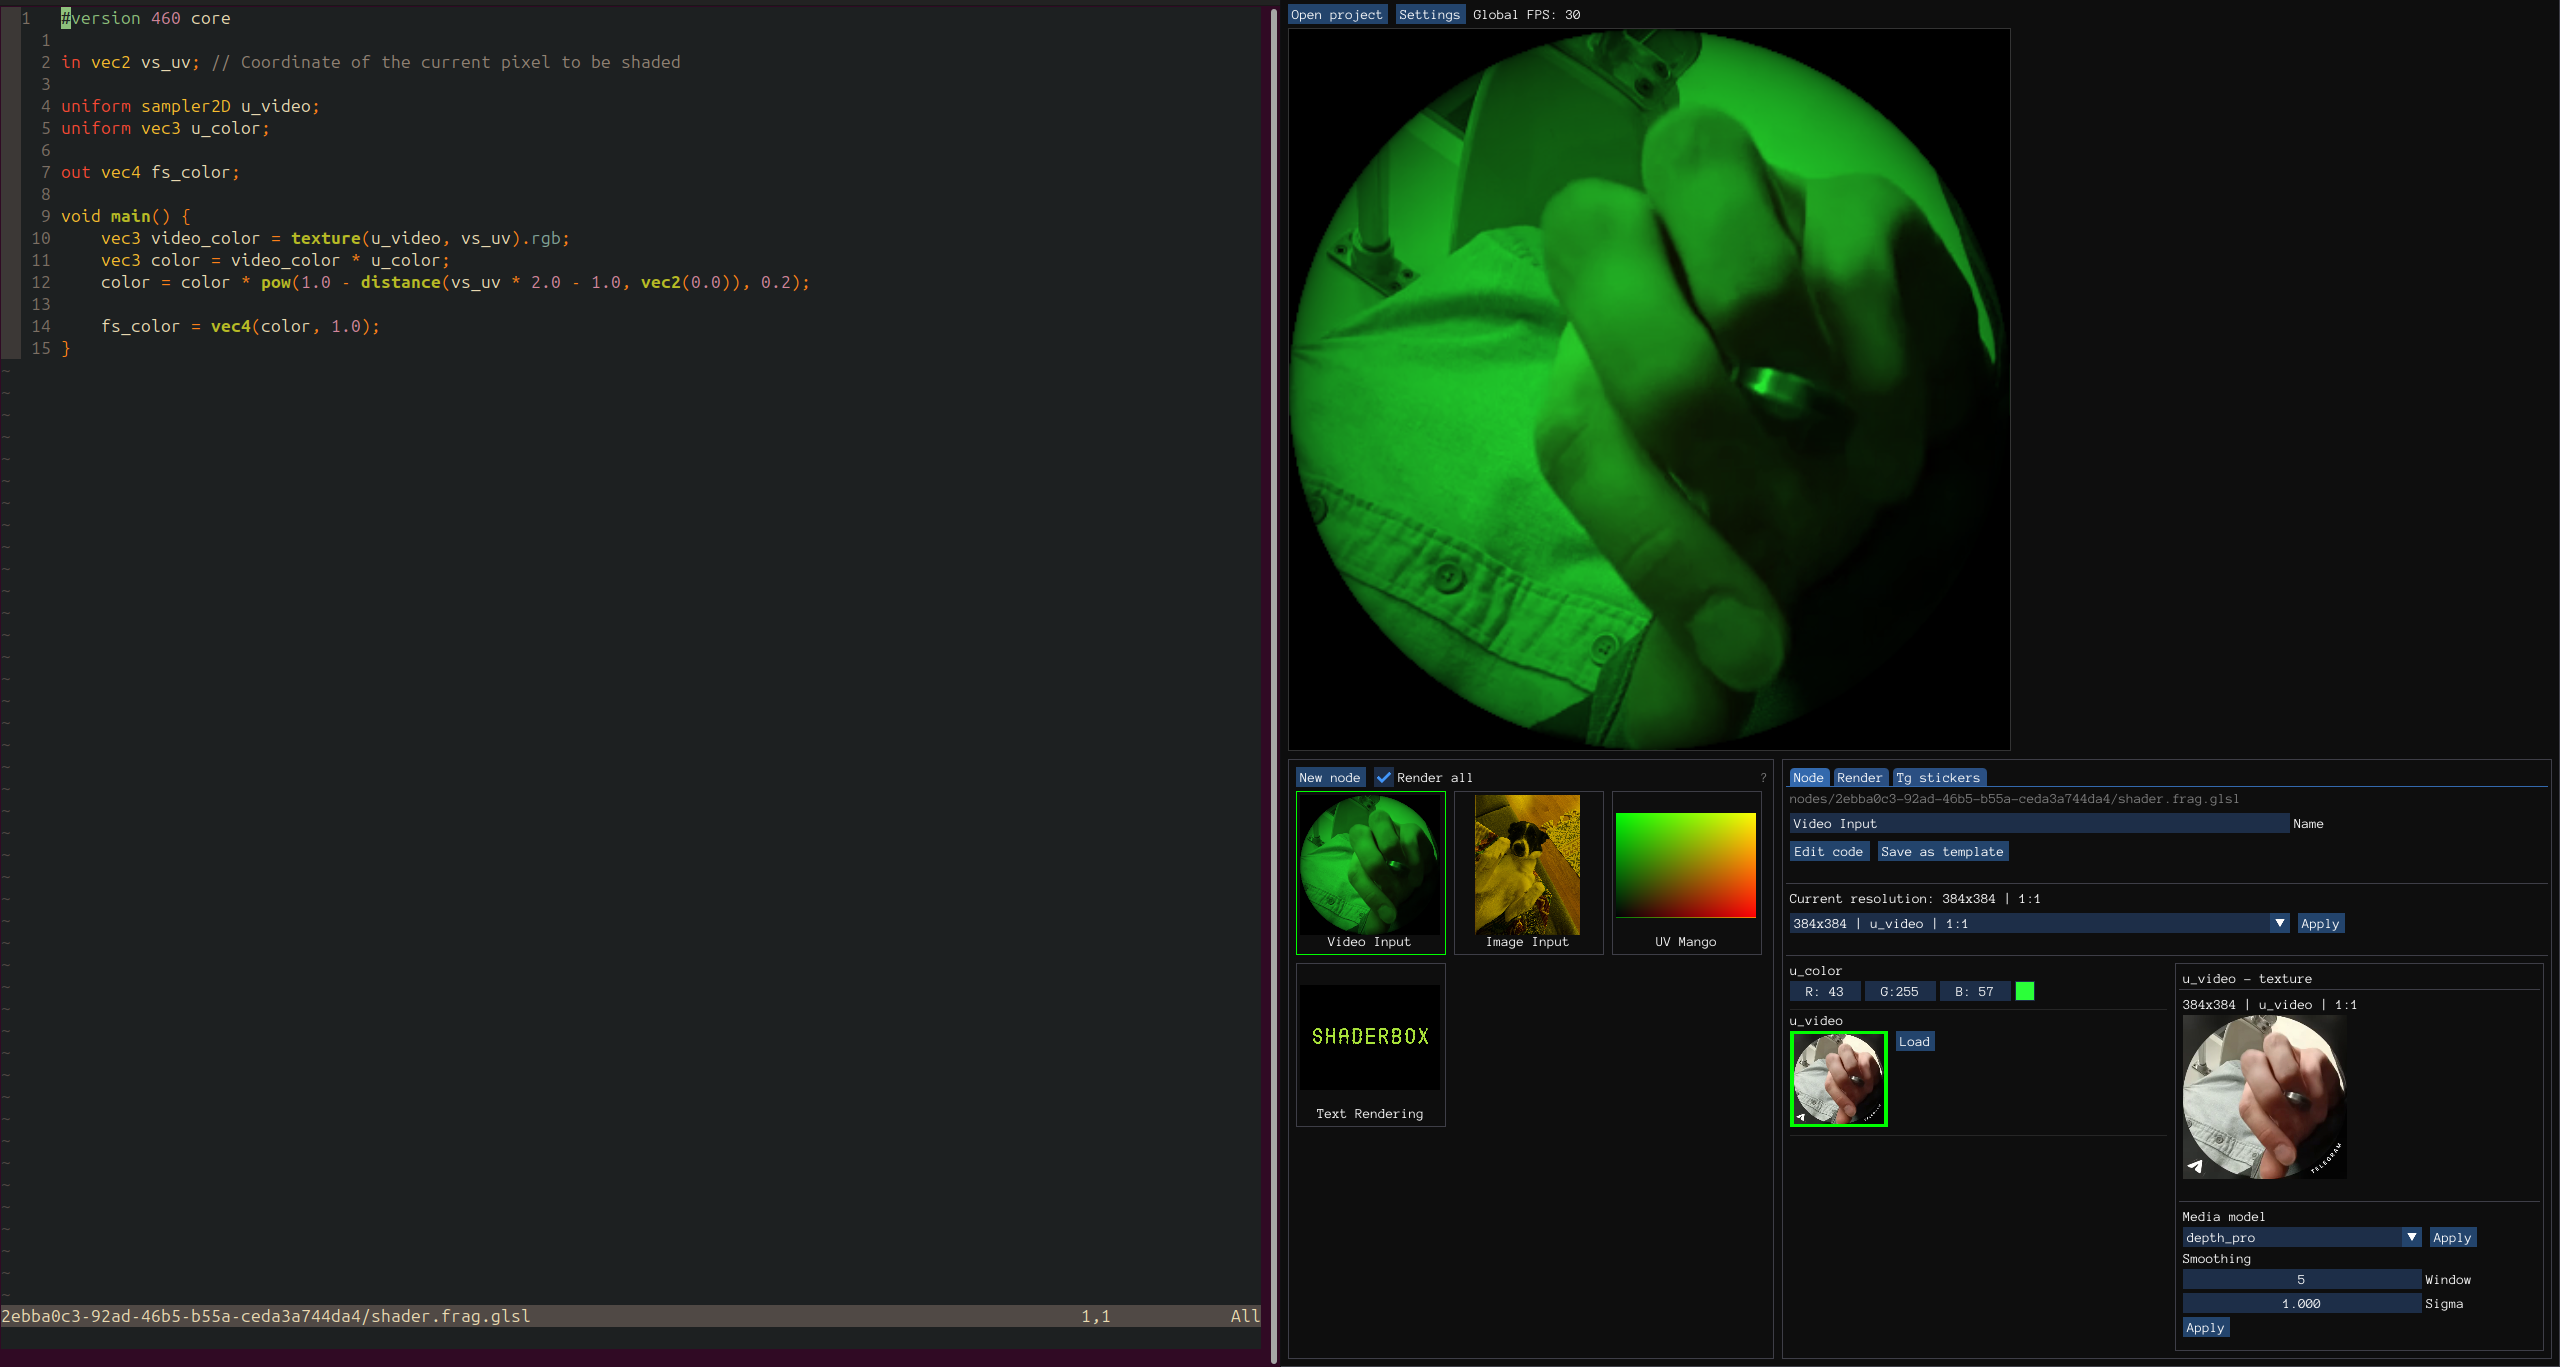 1 #version 460 core
1
2 in vec2 vs_uv; // Coordinate of the current pixel to be shaded
3
4 uniform sampler2D u_video;
5 uniform vec3 u_color;
6
7 out vec4 fs_color;
8
9 void main() {
10 vec3 video_color = texture(u_video, vs_uv).rgb;
11 vec3 color = video_color * u_color;
12 color = color * pow(1.0 - distance(vs_uv * 2.0 - 1.0, vec2(0.0)), 0.2);
13
14 fs_color = vec4(color, 1.0);
15 }
2ebba0c3-92ad-46b5-b55a-ceda3a744da4/shader.frag.glsl 1,1 All
Open project Settings Global FPS: 30
New node Render all ?
Video Input Image Input UV Mango
SHADERBOX
Text Rendering
Node Render Tg stickers
nodes/2ebba0c3-92ad-46b5-b55a-ceda3a744da4/shader.frag.glsl
Video Input Name
Edit code Save as template
Current resolution: 384x384 | 1:1
384x384 | u_video | 1:1 Apply
u_color
R: 43 G:255 B: 57
u_video
Load
u_video - texture
384x384 | u_video | 1:1
TELEGRAM
Media model
depth_pro Apply
Smoothing
5 Window
1.000 Sigma
Apply